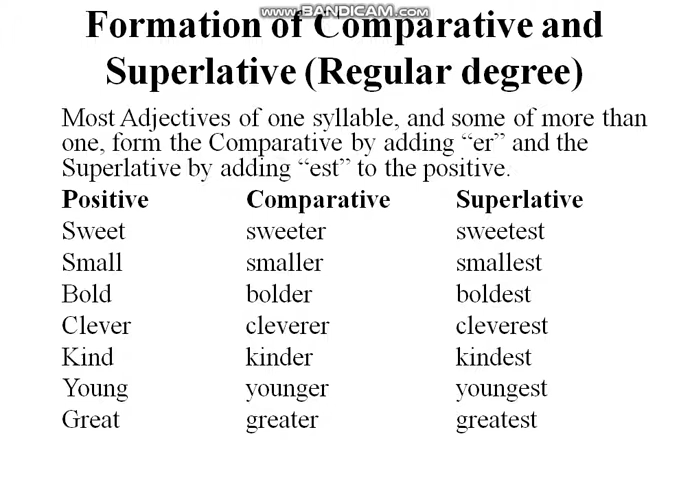 www.BANDICAM.com
Formation of Comparative and
Superlative (Regular degree)
Most Adjectives of one syllable, and some of more than
one, form the Comparative by adding “er” and the
Superlative by adding “est” to the positive.
Positive Comparative Superlative
Sweet sweeter sweetest
Small smaller smallest
Bold bolder boldest
Clever cleverer cleverest
Kind kinder kindest
Young younger youngest
Great greater greatest